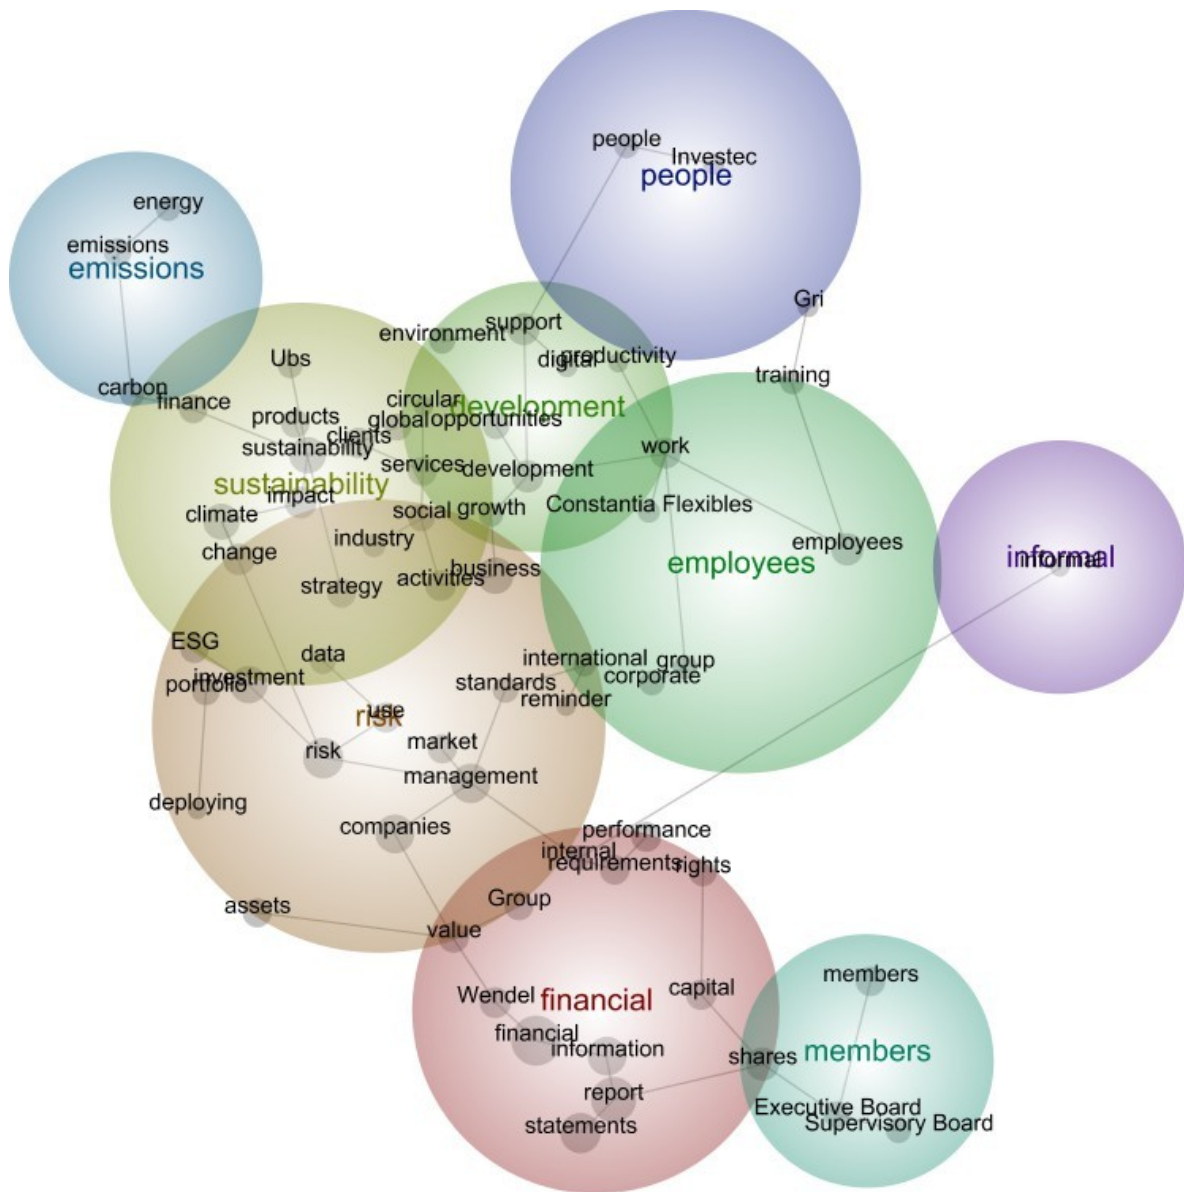 people
Investec
people
energy
emissions
emissions
Gri
support
environment
digital
productivity
Ubs
training
carbon
finance
circular
development
products
global
opportunities
clients
sustainability
work
services
development
sustainability
impact
Constantia Flexibles
climate
social
growth
industry
employees
change
informal
informal
employees
business
activities
strategy
ESG
data
international
group
investment
corporate
portfolio
standards
reminder
use
risk
market
risk
management
deploying
companies
performance
internal
requirements
rights
Group
assets
value
members
capital
Wendel
financial
financial
information
shares
members
report
Executive Board
Supervisory Board
statements